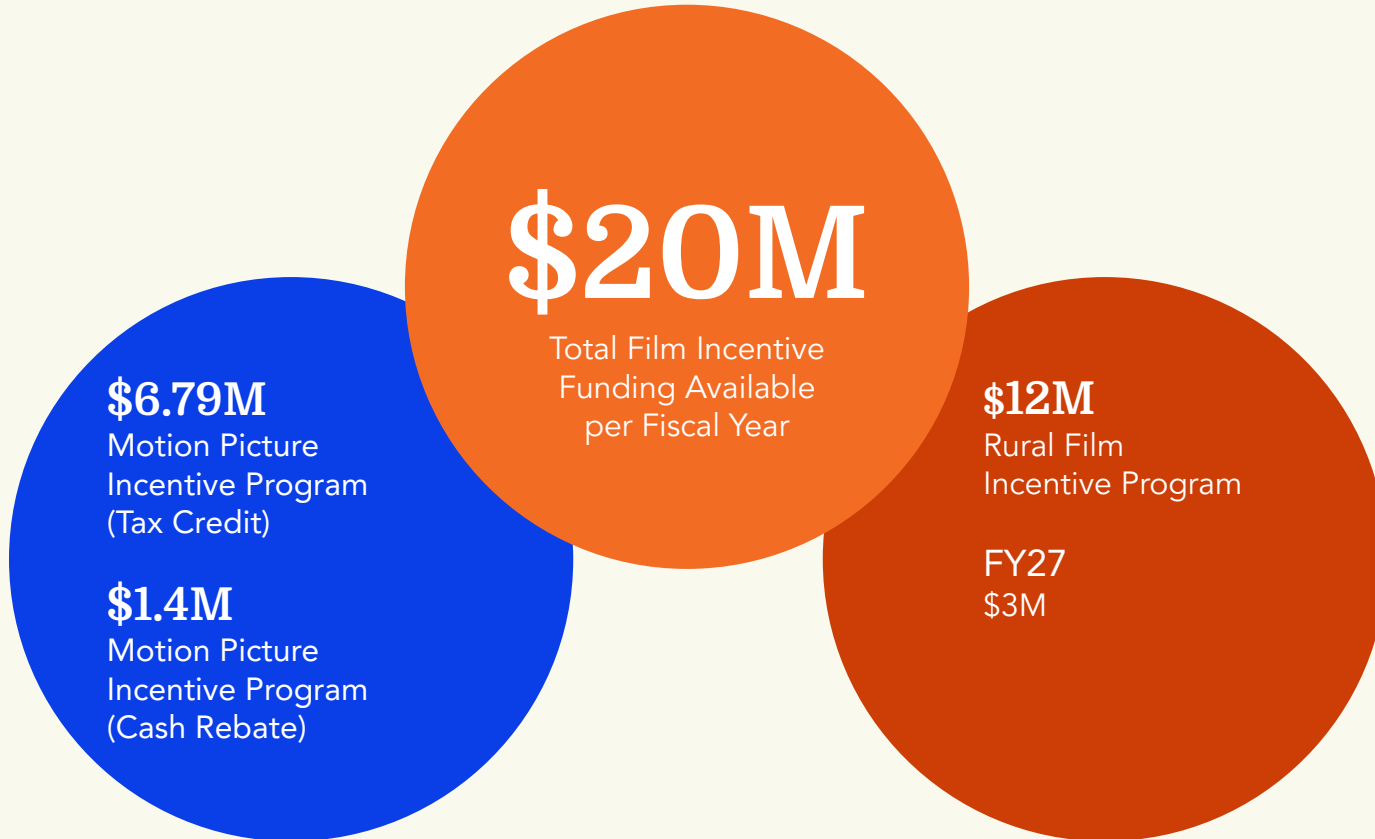 $20M
Total Film Incentive
Funding Available
per Fiscal Year
$6.79M
Motion Picture
Incentive Program
(Tax Credit)
$1.4M
Motion Picture
Incentive Program
(Cash Rebate)
$12M
Rural Film
Incentive Program
FY27
$3M